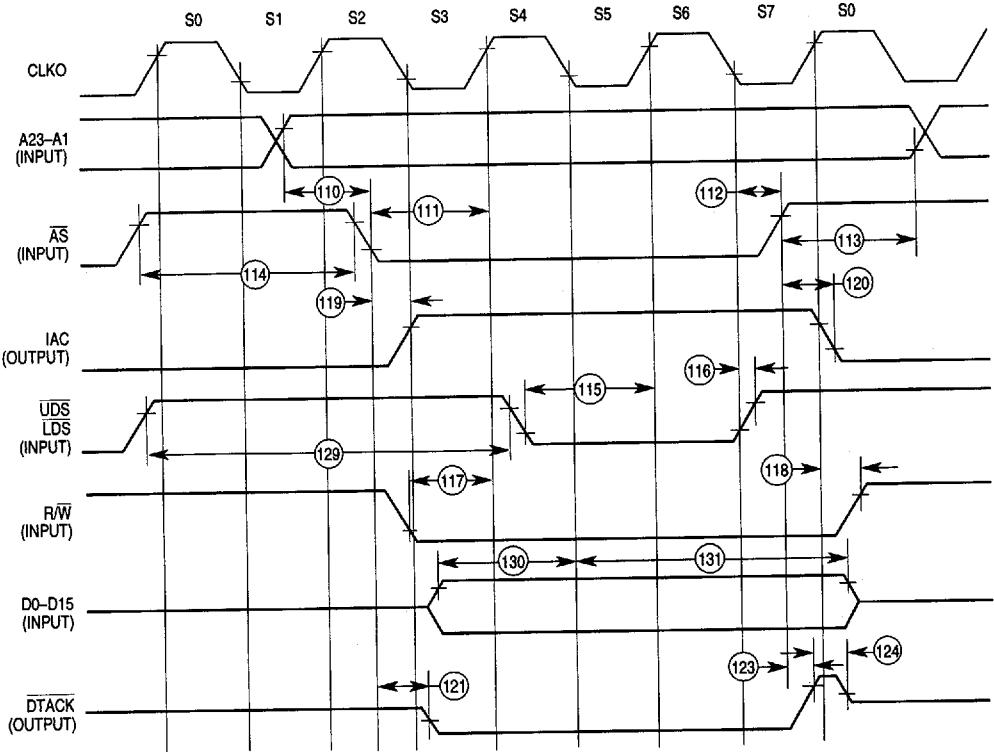 S0 S1 S2 S3 S4 S5 S6 S7 S0
CLKO
A23–A1
(INPUT)
110
112
111
AS
(INPUT)
113
114
120
119
IAC
(OUTPUT)
116
115
UDS
LDS
(INPUT)
129
118
117
R/W
(INPUT)
130
131
D0–D15
(INPUT)
124
123
121
DTACK
(OUTPUT)